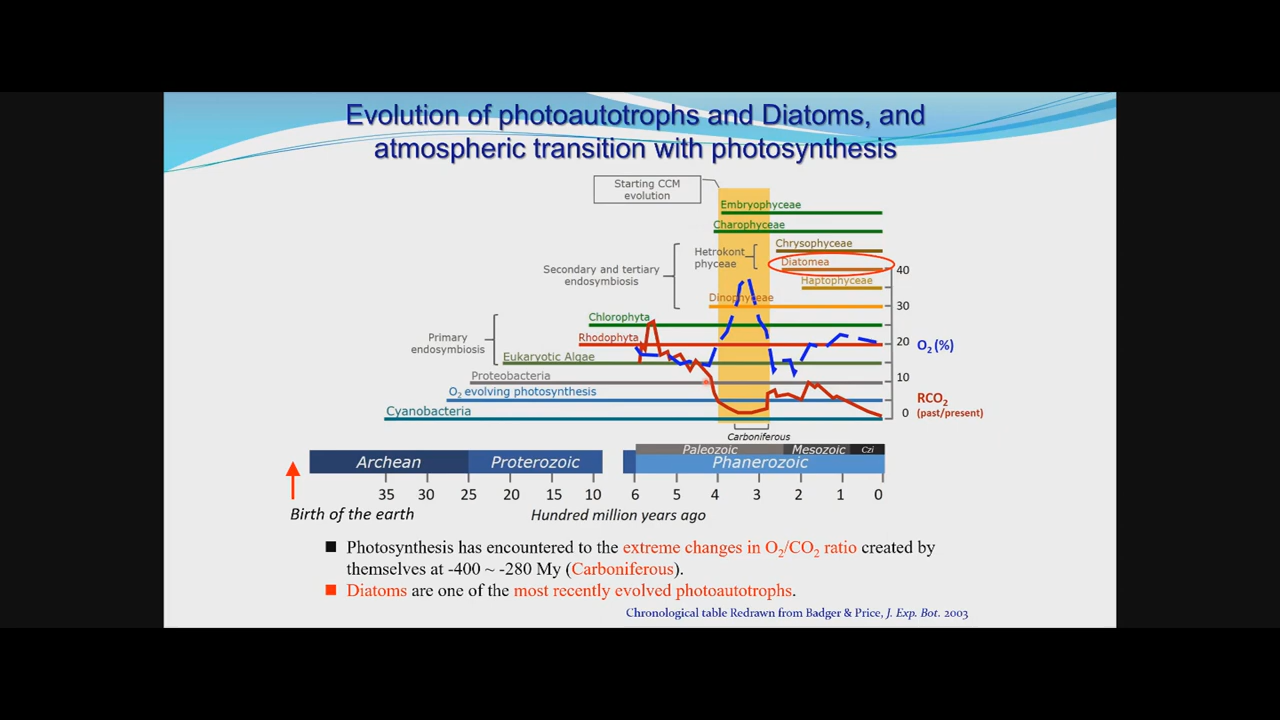 Evolution of photoautotrophs and Diatoms, and
atmospheric transition with photosynthesis
Starting CCM
evolution
Embryophyceae
Charophyceae
Chrysophyceae
Hetrokont
phyceae
Diatomea
Secondary and tertiary
endosymbiosis
40
Haptophyceae
Dinophyceae
30
Chlorophyta
Primary
endosymbiosis
Rhodophyta
20
O2 (%)
Eukaryotic Algae
Proteobacteria
10
O2 evolving photosynthesis
RCO2
(past/present)
Cyanobacteria
0
Carboniferous
Paleozoic
Mesozoic
Czi
Archean
Proterozoic
Phanerozoic
35 30 25 20 15 10 6 5 4 3 2 1 0
Birth of the earth
Hundred million years ago
■ Photosynthesis has encountered to the extreme changes in O2/CO2 ratio created by
themselves at -400 ~ -280 My (Carboniferous).
■ Diatoms are one of the most recently evolved photoautotrophs.
Chronological table Redrawn from Badger & Price, J. Exp. Bot. 2003